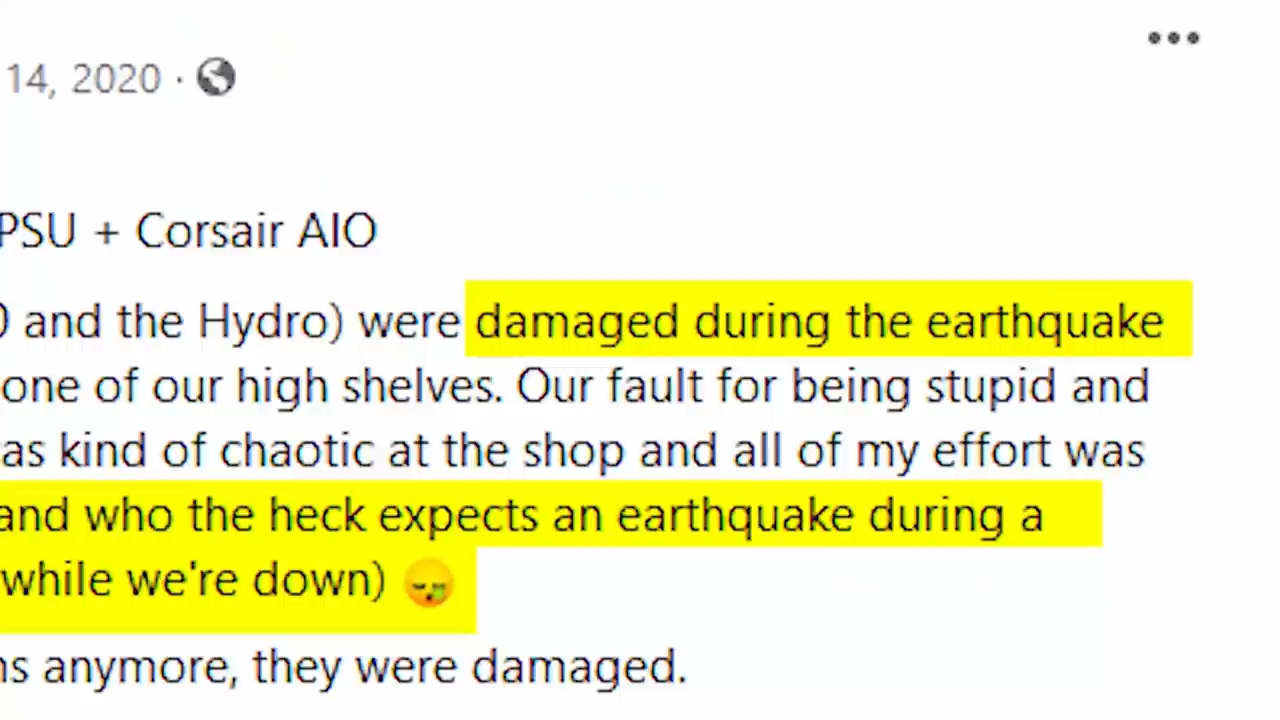 14, 2020 ·
PSU + Corsair AIO
and the Hydro) were damaged during the earthquake
one of our high shelves. Our fault for being stupid and
as kind of chaotic at the shop and all of my effort was
and who the heck expects an earthquake during a
while we're down)
ns anymore, they were damaged.